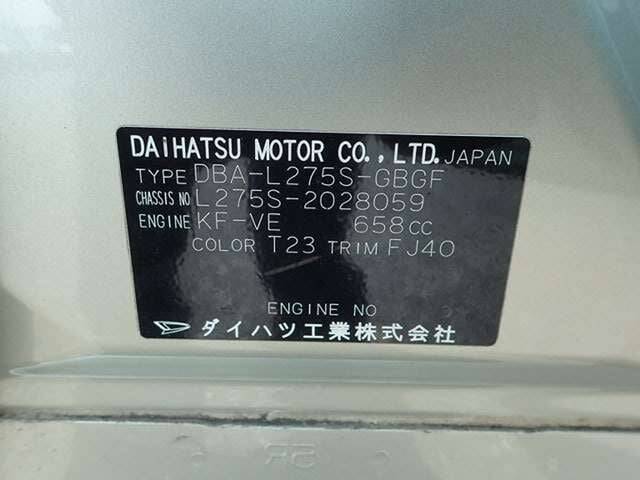 DAiHATSU MOTOR CO., LTD. JAPAN
TYPE DBA-L275S-GBGF
CHASSIS NO L275S-2028059
ENGINE KF-VE 658cc
COLOR T23 TRIM FJ40
ENGINE NO
ダイハツ工業株式会社